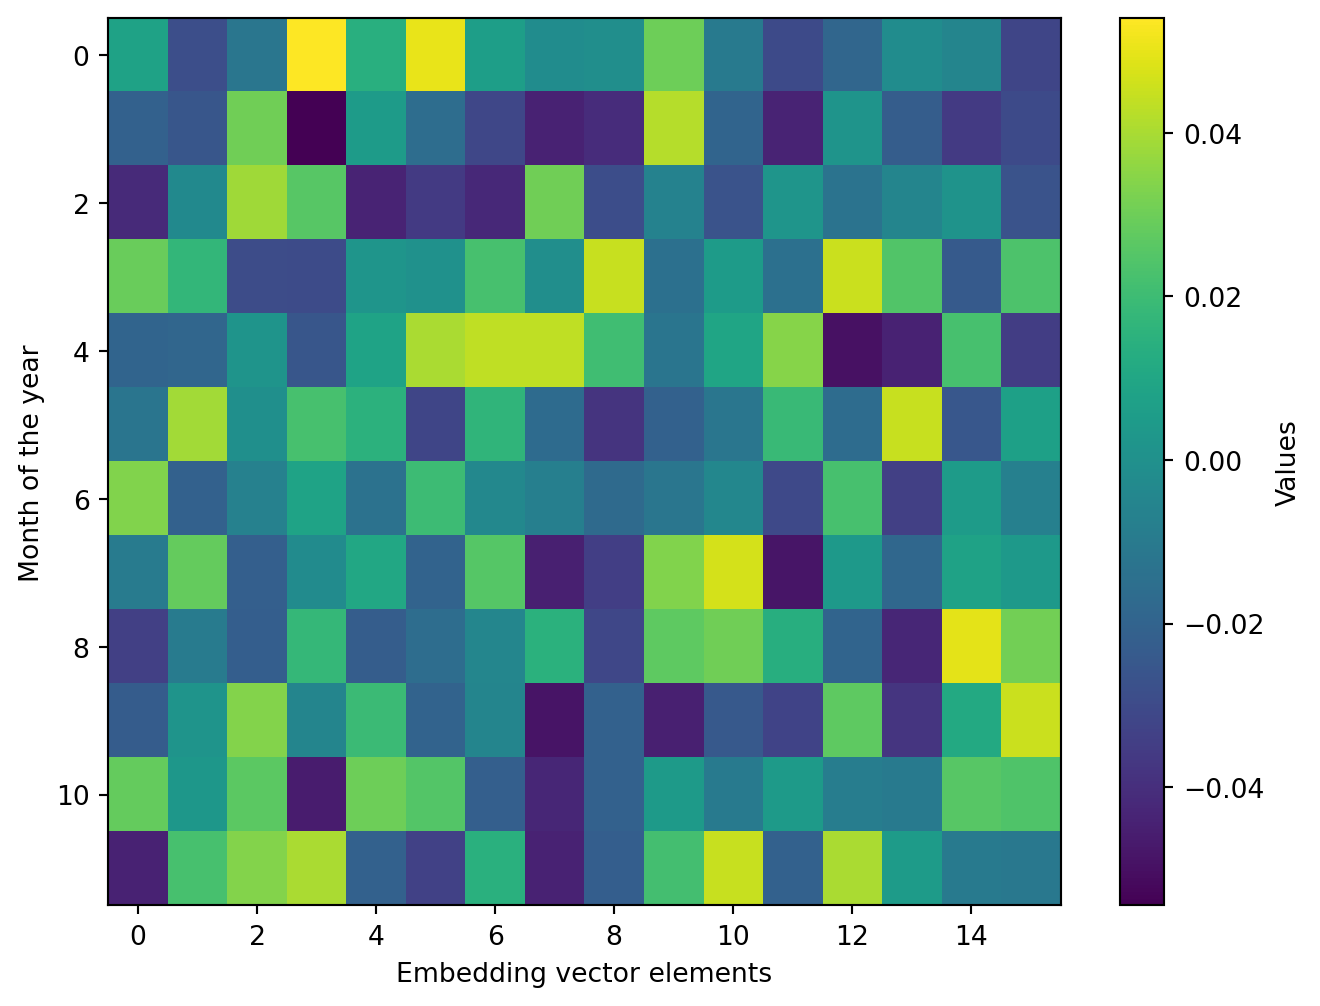 0
2
4
6
8
10
Month of the year
0 2 4 6 8 10 12 14
Embedding vector elements
0.04
0.02
0.00
−0.02
−0.04
Values